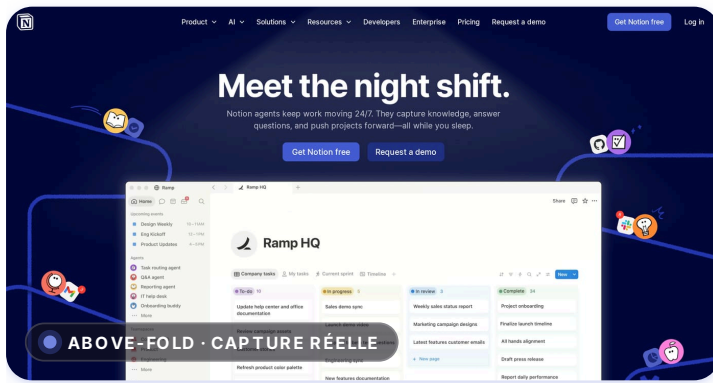 Product AI Solutions Resources Developers Enterprise Pricing Request a demo Get Notion free Log in
Meet the night shift.
Notion agents keep work moving 24/7. They capture knowledge, answer
questions, and push projects forward—all while you sleep.
Get Notion free Request a demo
Ramp Ramp HQ
Home
Share
Upcoming events
Design Weekly
Eng Kickoff
Product Updates
Ramp HQ
Agents
Task routing agent
Q&A agent
Reporting agent
IT help desk
Onboarding buddy
More
Company tasks My tasks Current sprint Timeline
New
To-do In progress In review Complete
Update help center and office
documentation
Sales demo sync
Weekly sales status report
Project onboarding
Launch demo video
Marketing campaign designs
Finalize launch timeline
Review campaign assets
Latest features customer emails
All hands alignment
New page
Engineering
More
Refresh product color palette
Engineering sync
Draft press release
New features documentation
Report daily performance
ABOVE-FOLD · CAPTURE RÉELLE